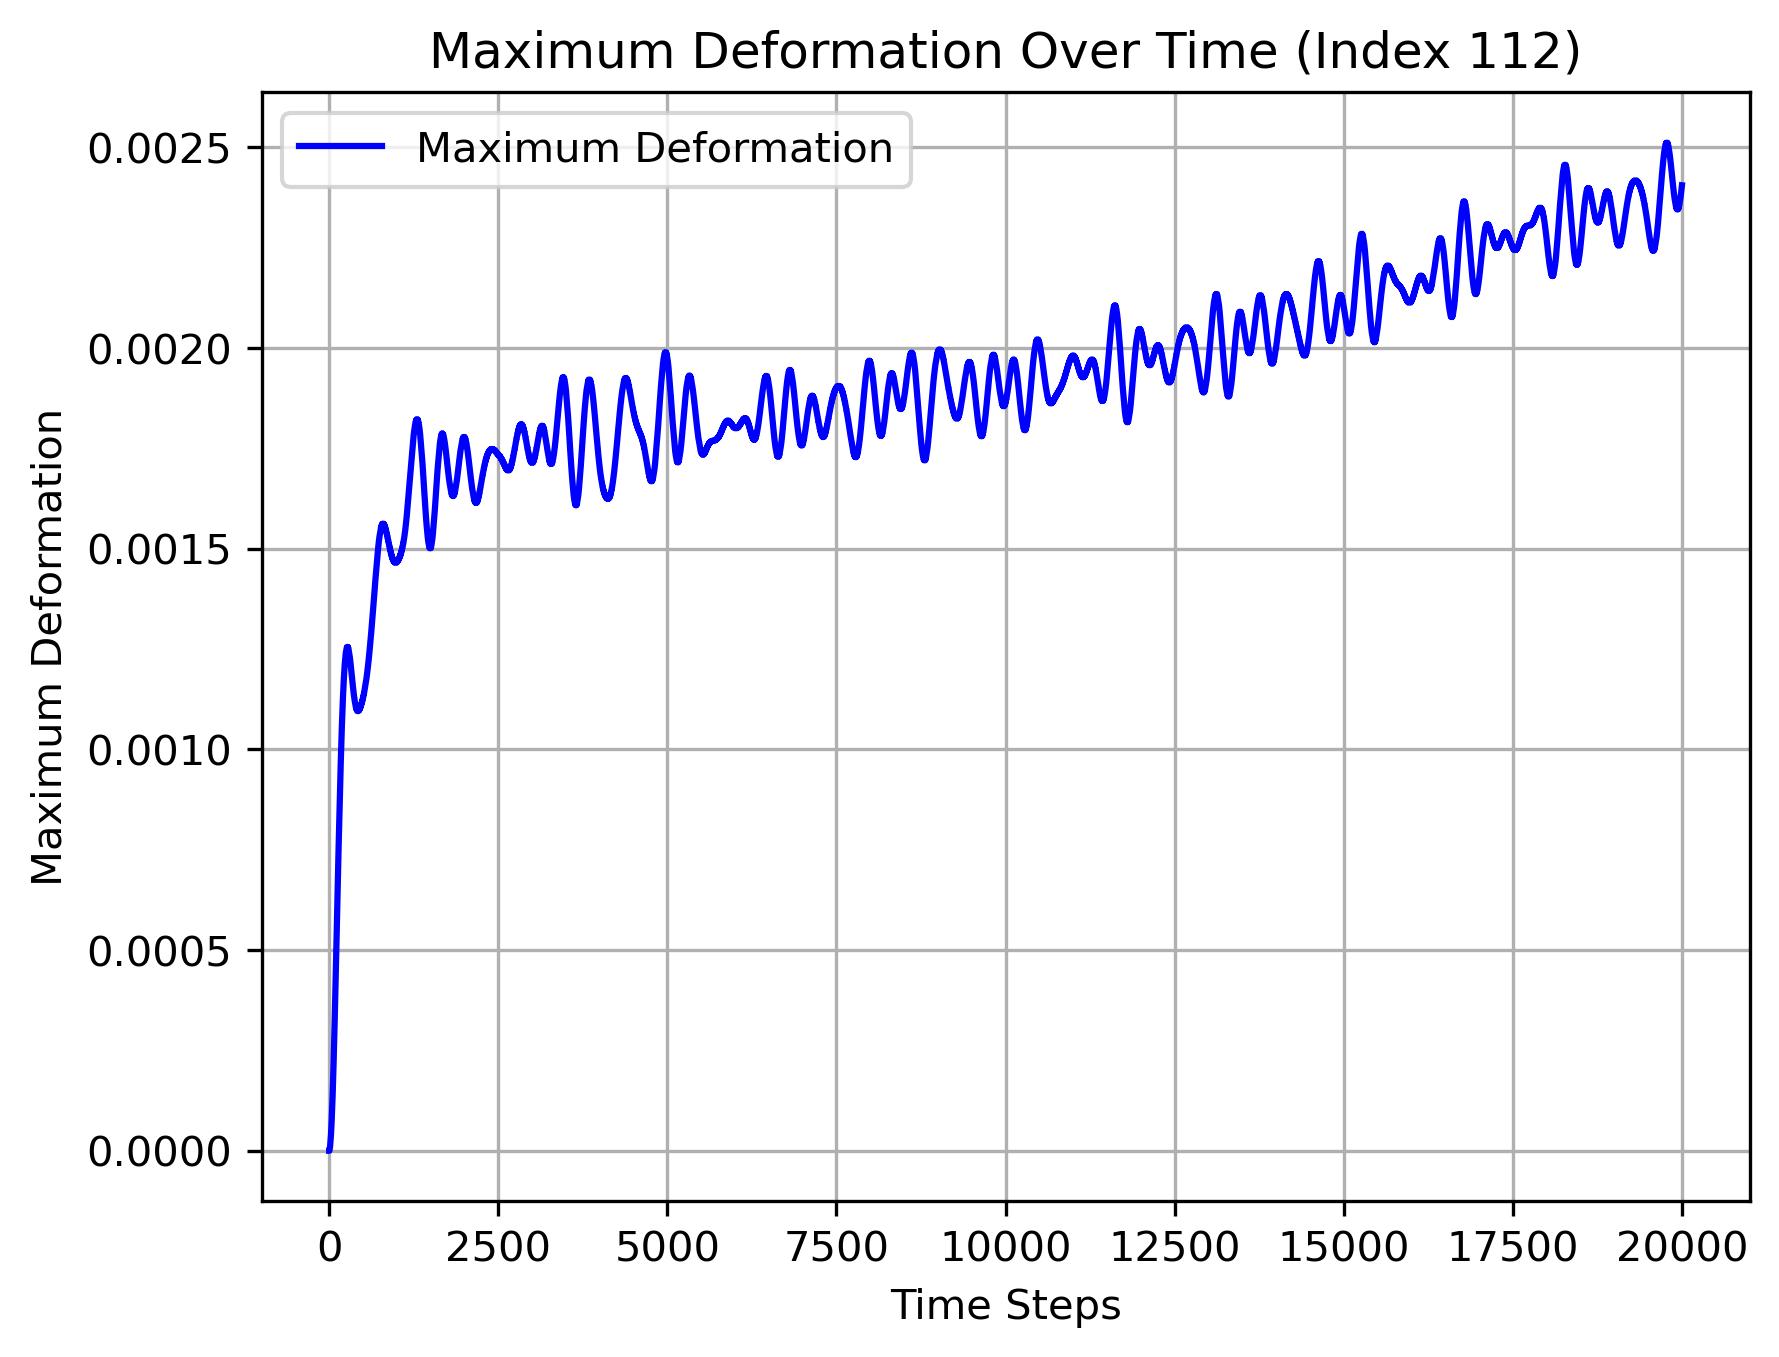 Maximum Deformation Over Time (Index 112)
Maximum Deformation
0.0025
0.0020
0.0015
0.0010
0.0005
0.0000
Maximum Deformation
0 2500 5000 7500 10000 12500 15000 17500 20000
Time Steps